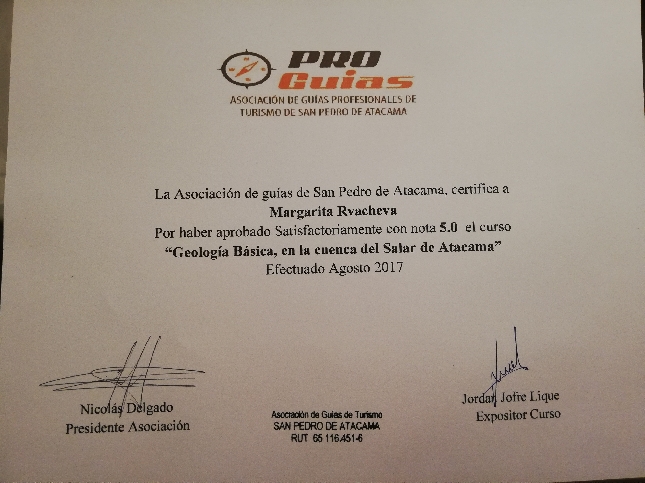 PRO
Guías
ASOCIACIÓN DE GUÍAS PROFESIONALES DE
TURISMO DE SAN PEDRO DE ATACAMA
La Asociación de guías de San Pedro de Atacama, certifica a
Margarita Rvacheva
Por haber aprobado Satisfactoriamente con nota 5.0 el curso
“Geología Básica, en la cuenca del Salar de Atacama”
Efectuado Agosto 2017
Nicolás Delgado
Presidente Asociación
Asociación de Guías de Turismo
SAN PEDRO DE ATACAMA
RUT 65 116.451-6
Jordan Jofre Lique
Expositor Curso